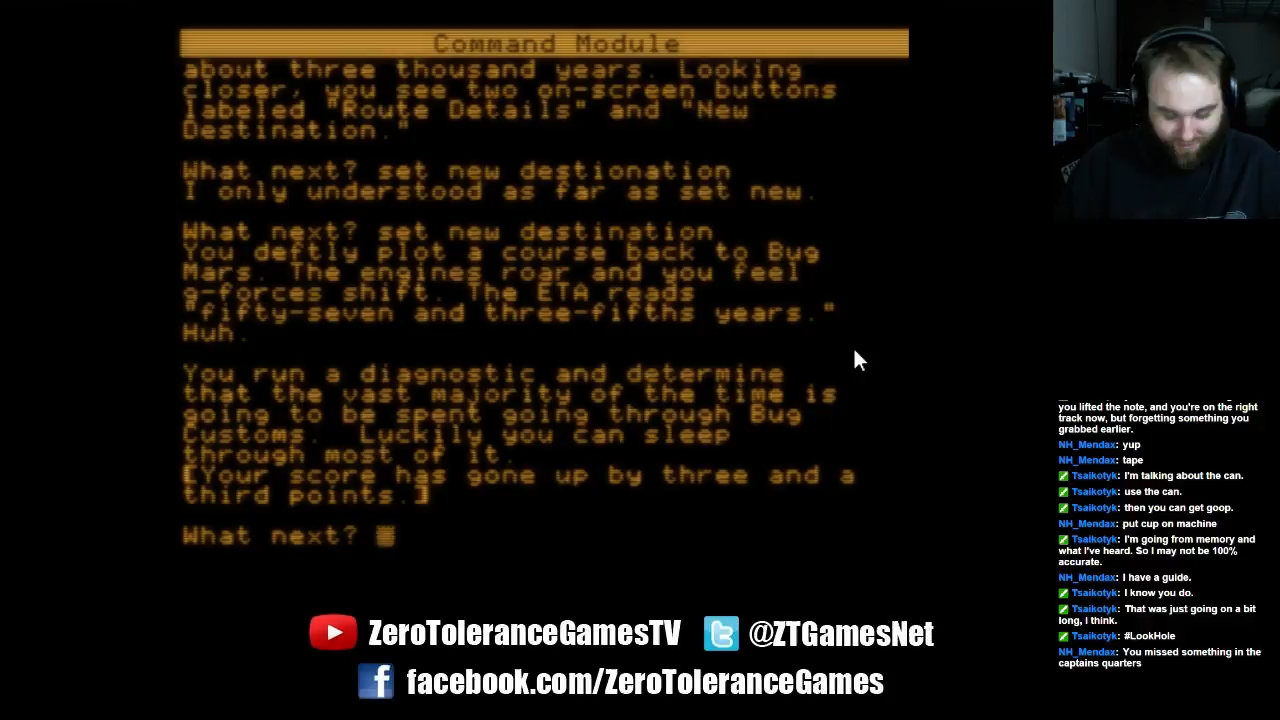 Command Module
about three thousand years. Looking
closer, you see two on-screen buttons
labeled "Route Details" and "New
Destination."
What next? set new destionation
I only understood as far as set new.
What next? set new destination
You deftly plot a course back to Bug
Mars. The engines roar and you feel
g-forces shift. The ETA reads
"fifty-seven and three-fifths years."
Huh.
You run a diagnostic and determine
that the vast majority of the time is
going to be spent going through Bug
Customs. Luckily you can sleep
through most of it.
[Your score has gone up by three and a
third points.]
What next?
you lifted the note, and you're on the right
track now, but forgetting something you
grabbed earlier.
NH_Mendax: yup
NH_Mendax: tape
Tsaikotyk: I'm talking about the can.
Tsaikotyk: use the can.
Tsaikotyk: then you can get goop.
NH_Mendax: put cup on machine
Tsaikotyk: I'm going from memory and
what I've heard. So I may not be 100%
accurate.
NH_Mendax: I have a guide.
Tsaikotyk: I know you do.
Tsaikotyk: That was just going on a bit
long, i think.
Tsaikotyk: #LookHole
NH_Mendax: You missed something in the
captains quarters
ZeroToleranceGamesTV
@ZTGamesNet
facebook.com/ZeroToleranceGames